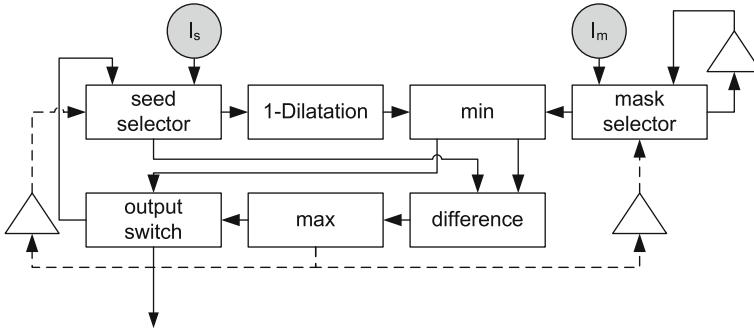 Is
Im
seed
selector
1-Dilatation
min
mask
selector
output
switch
max
difference